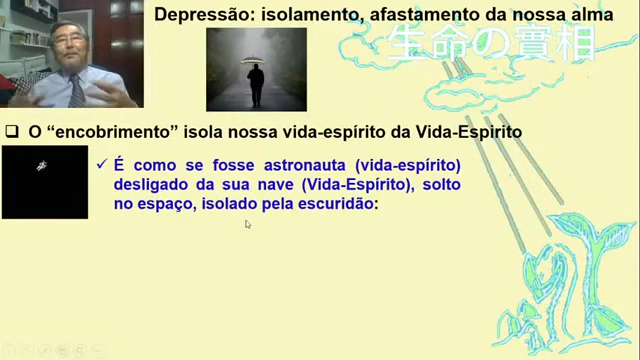 Depressão: isolamento, afastamento da nossa alma
生命の實相
O “encobrimento” isola nossa vida-espírito da Vida-Espirito
É como se fosse astronauta (vida-espírito)
desligado da sua nave (Vida-Espírito), solto
no espaço, isolado pela escuridão: